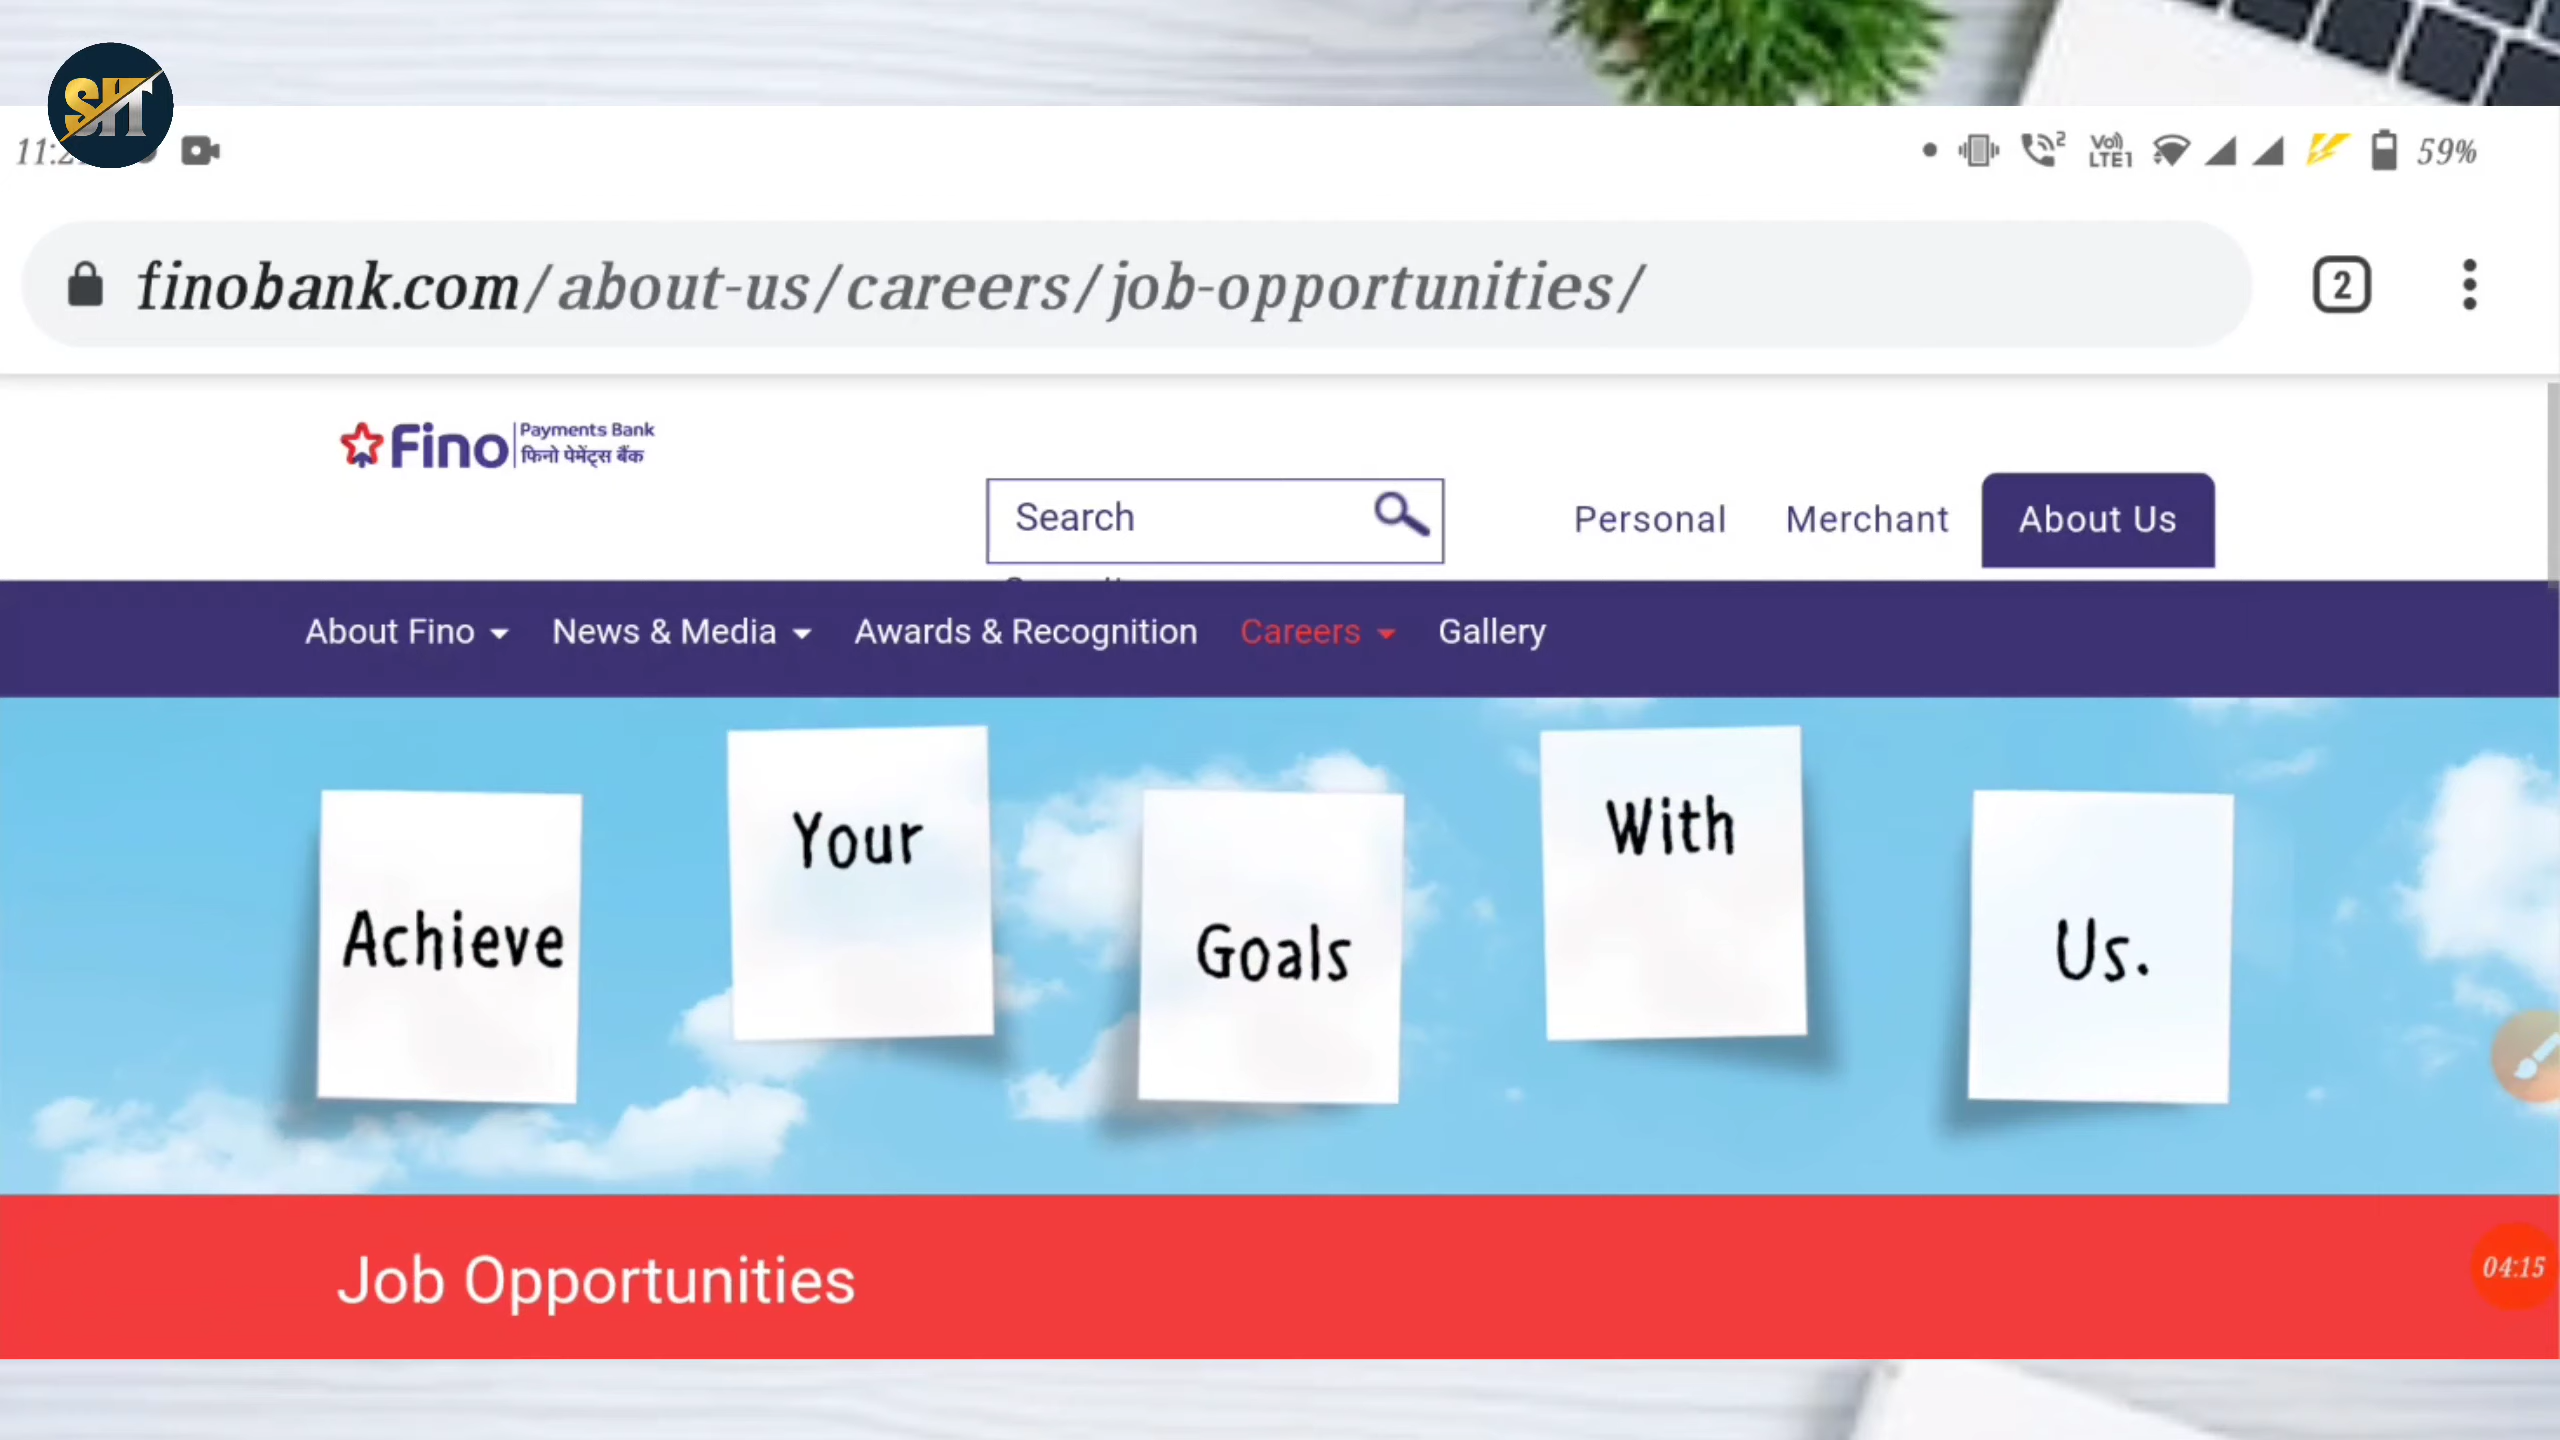 SHT
59%
finobank.com/about-us/careers/job-opportunities/
2
Fino
Payments Bank
फिनो पेमेंट्स बैंक
Search
Personal
Merchant
About Us
About Fino
News & Media
Awards & Recognition
Careers
Gallery
Achieve
Your
Goals
With
Us.
Job Opportunities
04:15